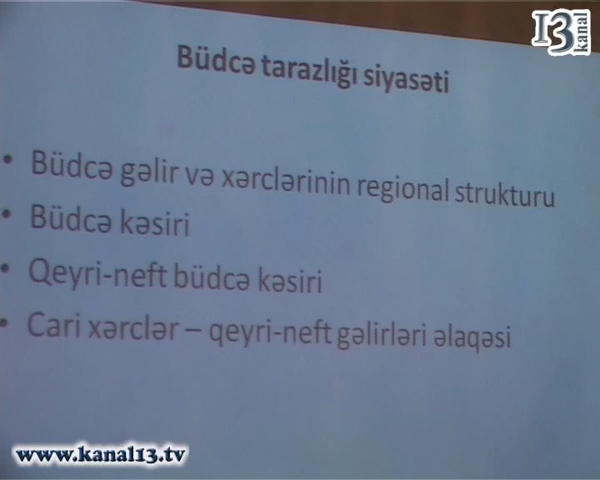 13 kanal
Büdcə tarazlığı siyasəti
• Büdcə gəlir və xərclərinin regional strukturu
• Büdcə kəsiri
• Qeyri-neft büdcə kəsiri
• Cari xərclər – qeyri-neft gəlirləri əlaqəsi
www.kanal13.tv